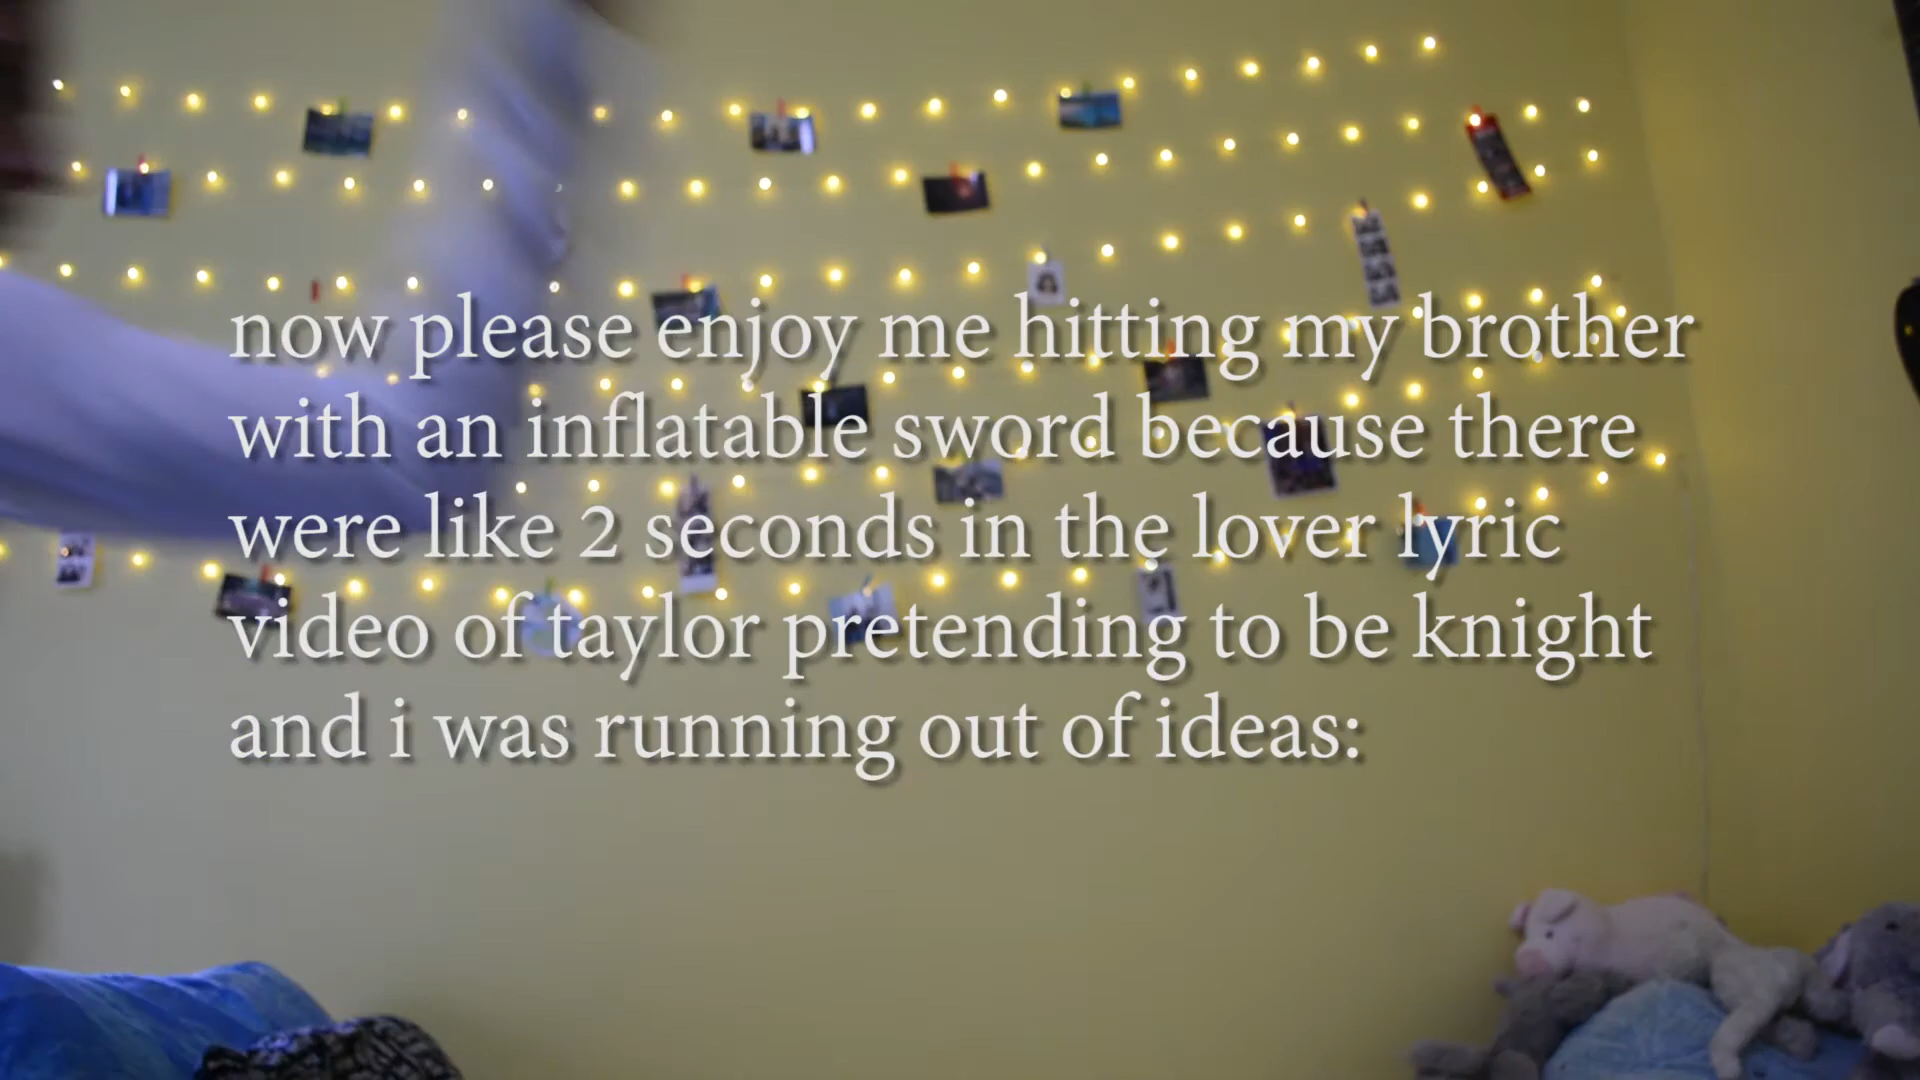 now please enjoy me hitting my brother
with an inflatable sword because there
were like 2 seconds in the lover lyric
video of taylor pretending to be knight
and i was running out of ideas: